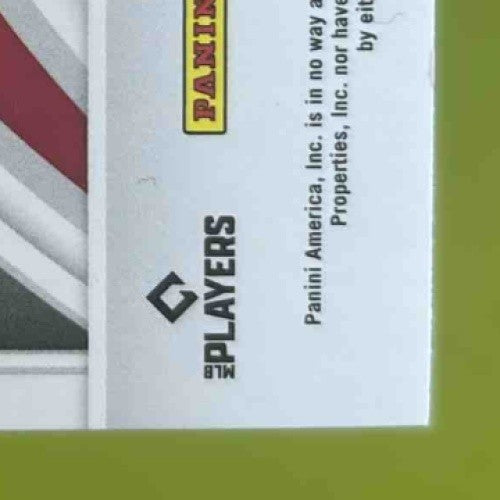 PANINI
MLB PLAYERS
Panini America, Inc. is in no way a
Properties, Inc. nor have
by eit